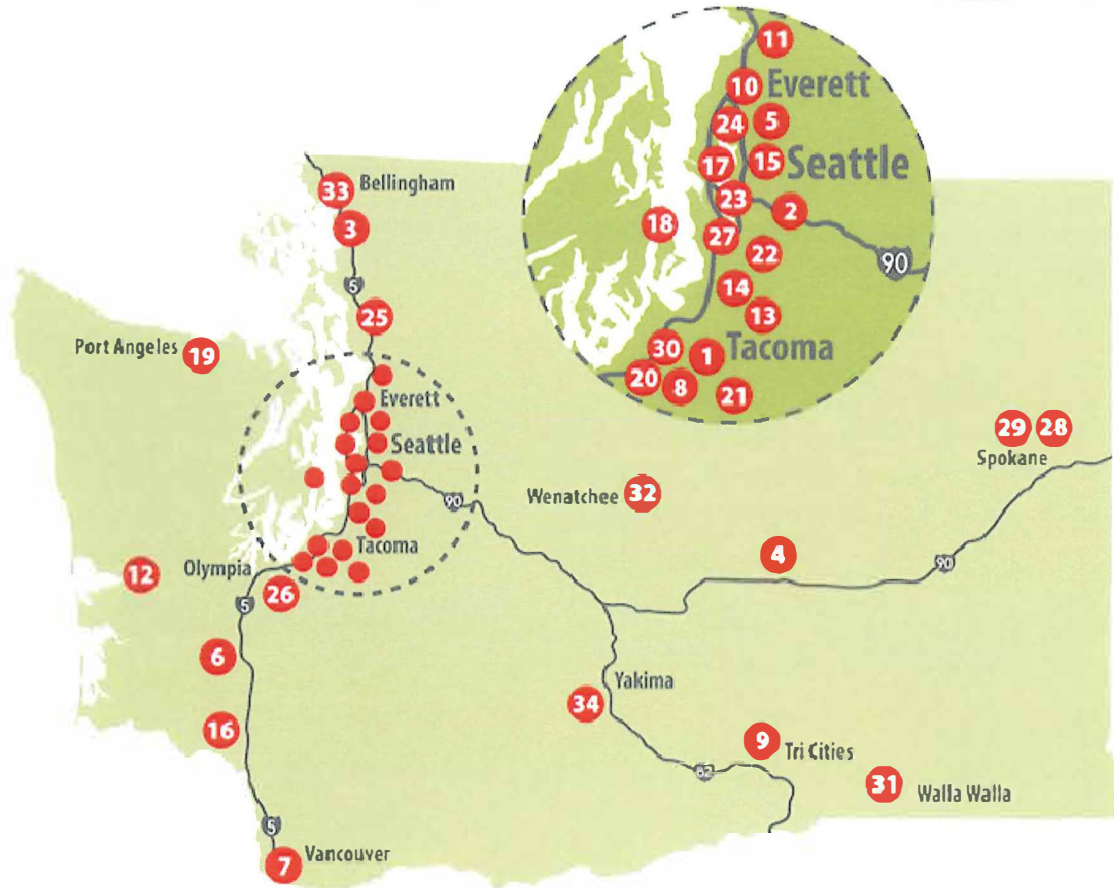 11
10 Everett
24 5
17 15 Seattle
23 2
18 27
22 90
14
13
30 1 Tacoma
20 8 21
33 Bellingham
3
5
25
Port Angeles 19
Everett
Seattle
90
Tacoma
Olympia
12
26
5
6
16
5
7 Vancouver
29 28
Spokane
Wenatchee 32
4
90
Yakima
34
9 Tri Cities
82
31 Walla Walla